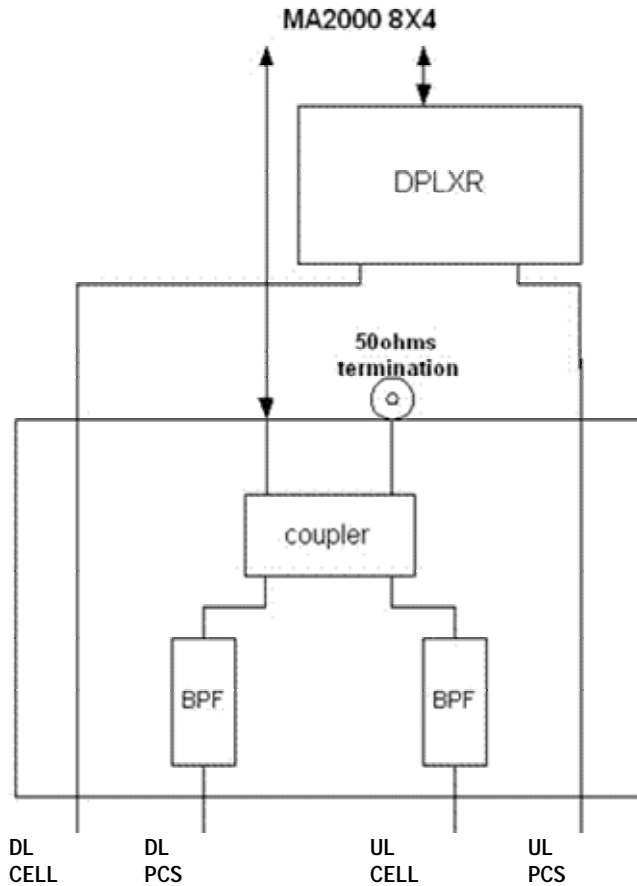 MA2000 8X4
DPLXR
50ohms
termination
coupler
BPF BPF
DL DL UL UL
CELL PCS CELL PCS